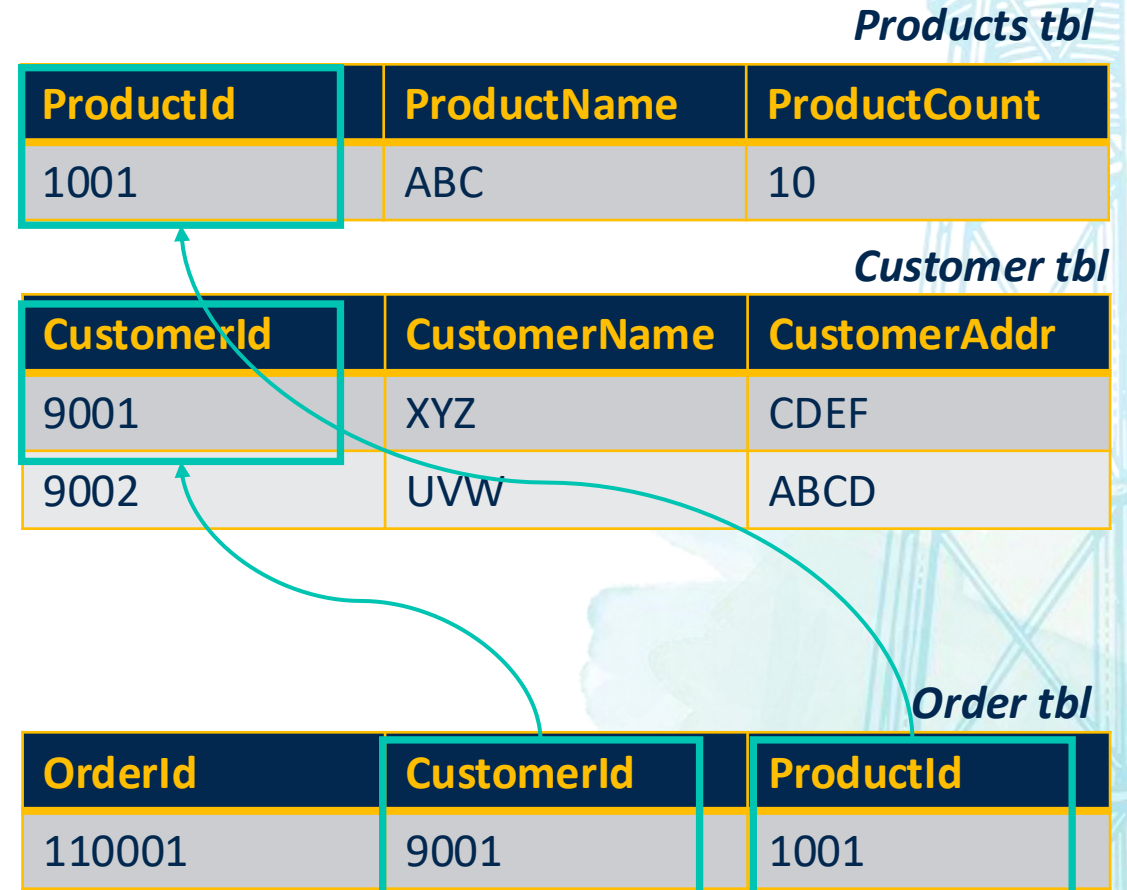 Products tbl
ProductId ProductName ProductCount
1001 ABC 10
Customer tbl
CustomerId CustomerName CustomerAddr
9001 XYZ CDEF
9002 UVW ABCD
Order tbl
OrderId CustomerId ProductId
110001 9001 1001